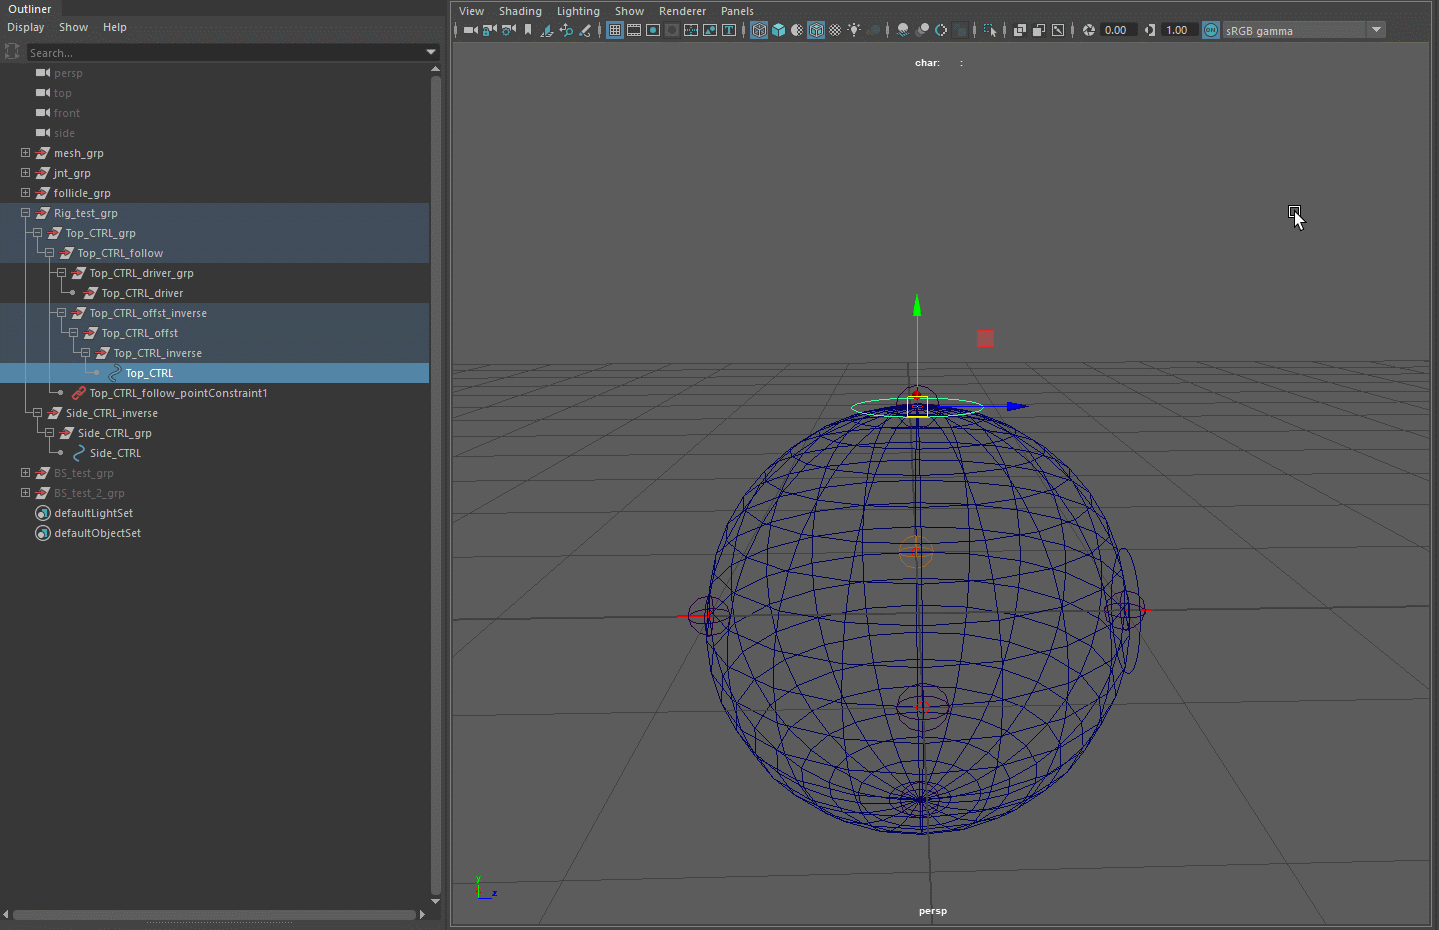 Outliner
Display Show Help
Search...
persp
top
front
side
mesh_grp
jnt_grp
follicle_grp
Rig_test_grp
Top_CTRL_grp
Top_CTRL_follow
Top_CTRL_driver_grp
Top_CTRL_driver
Top_CTRL_offst_inverse
Top_CTRL_offst
Top_CTRL_inverse
Top_CTRL
Top_CTRL_follow_pointConstraint1
Side_CTRL_inverse
Side_CTRL_grp
Side_CTRL
BS_test_grp
BS_test_2_grp
defaultLightSet
defaultObjectSet
View Shading Lighting Show Renderer Panels
0.00 1.00 ON sRGB gamma
char: :
y
z
persp